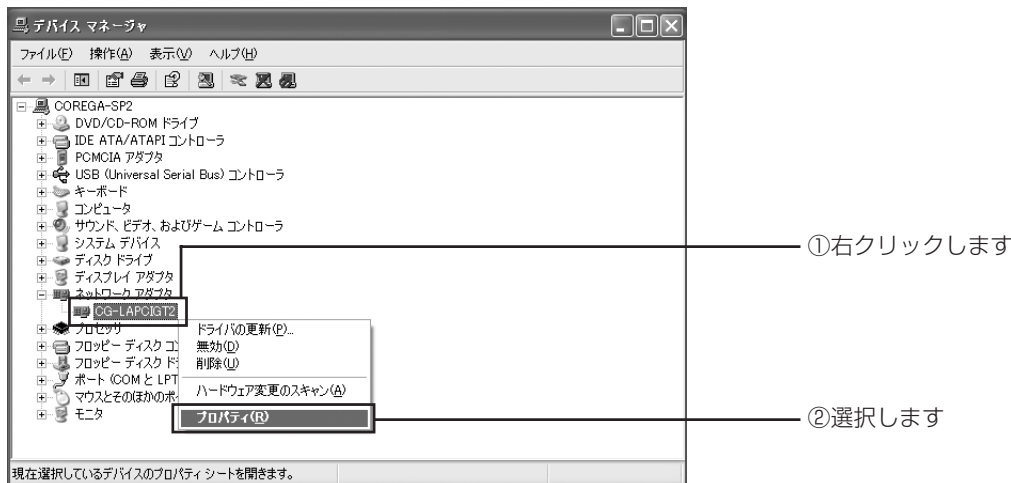 デバイス マネージャ
ファイル(F) 操作(A) 表示(V) ヘルプ(H)
COREGA-SP2
DVD/CD-ROM ドライブ
IDE ATA/ATAPI コントローラ
PCMCIA アダプタ
USB (Universal Serial Bus) コントローラ
キーボード
コンピュータ
サウンド、ビデオ、およびゲーム コントローラ
システム デバイス
ディスク ドライブ
ディスプレイ アダプタ
ネットワーク アダプタ
CG-LAPCIGT2
プロセッサ
フロッピー ディスク コ
フロッピー ディスク ド
ポート (COM と LPT
マウスとそのほかのポ
モニタ
ドライバの更新(P)...
無効(D)
削除(U)
ハードウェア変更のスキャン(A)
プロパティ(R)
①右クリックします
②選択します
現在選択しているデバイスのプロパティ シートを開きます。